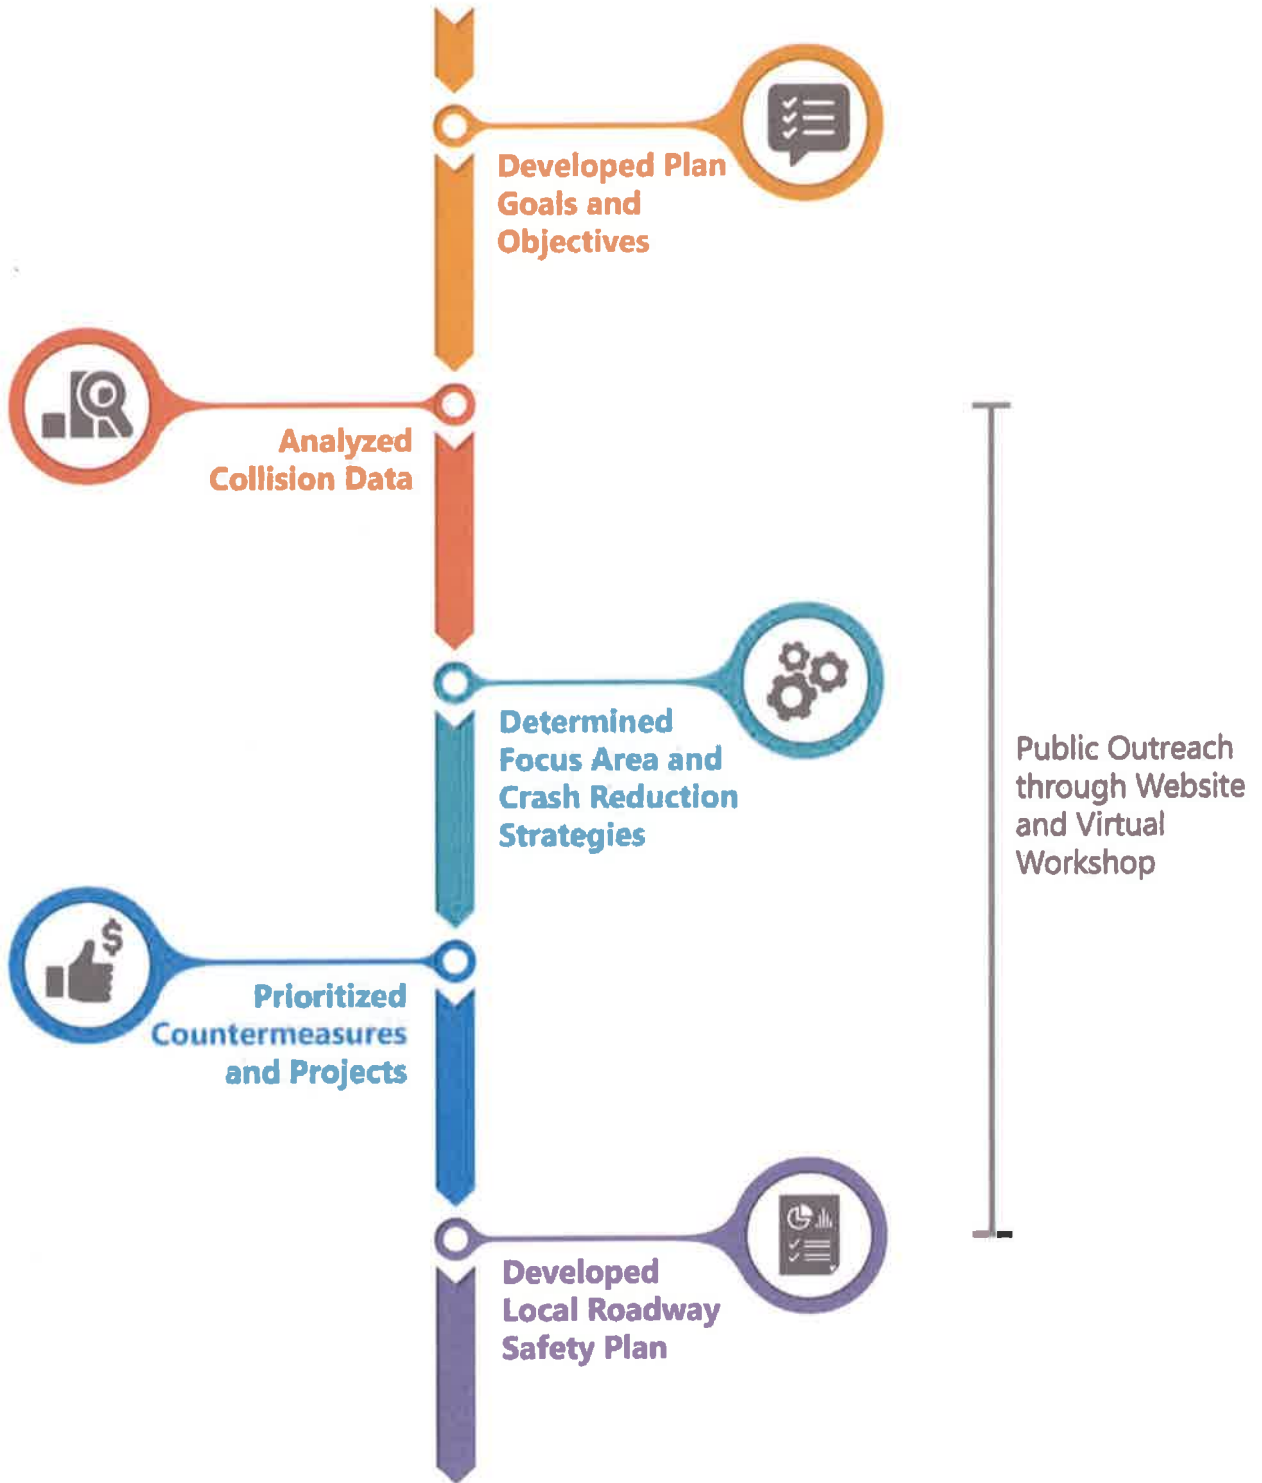 Developed Plan
Goals and
Objectives
Analyzed
Collision Data
Determined
Focus Area and
Crash Reduction
Strategies
Public Outreach
through Website
and Virtual
Workshop
$
Prioritized
Countermeasures
and Projects
Developed
Local Roadway
Safety Plan